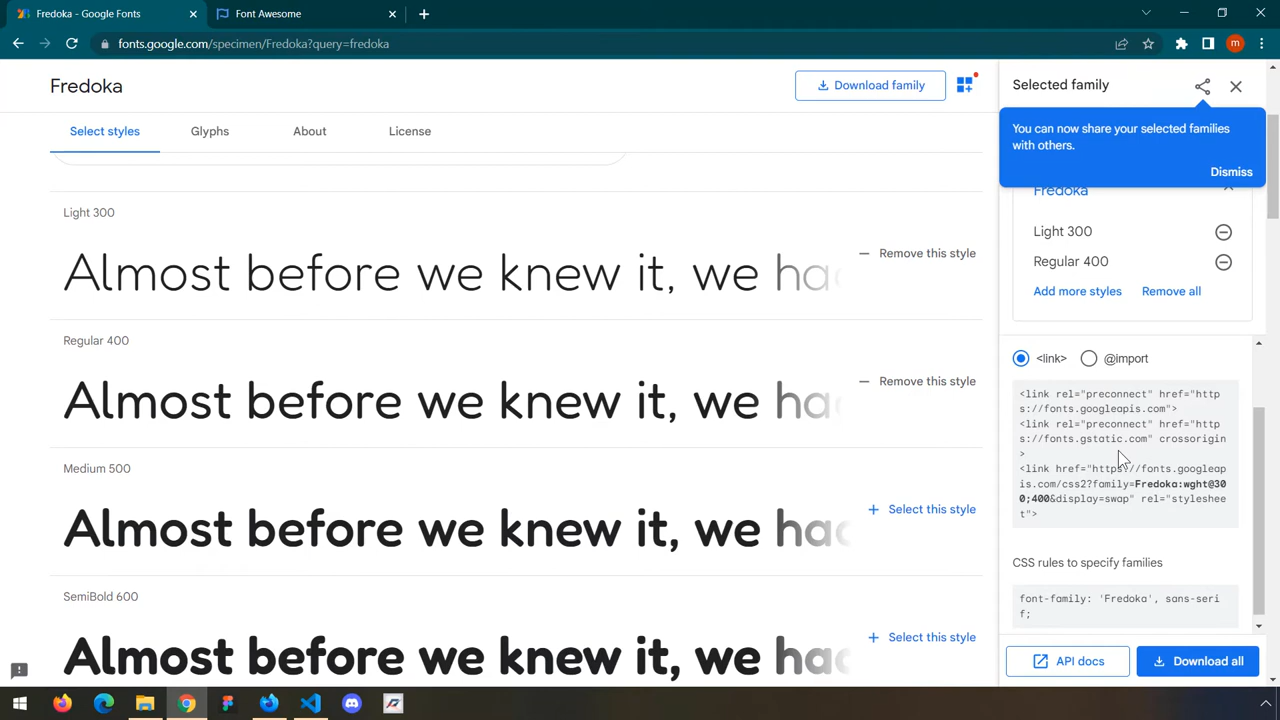 Fredoka - Google Fonts
Font Awesome
fonts.google.com/specimen/Fredoka?query=fredoka
m
Fredoka
Download family
Selected family
You can now share your selected families
with others.
Dismiss
Select styles
Glyphs
About
License
Fredoka
Light 300
Regular 400
Add more styles
Remove all
Light 300
Almost before we knew it, we had
Remove this style
Regular 400
Almost before we knew it, we had
Remove this style
Medium 500
Almost before we knew it, we had
Select this style
SemiBold 600
Almost before we knew it, we had
Select this style
<link>
@import
<link rel="preconnect" href="http
s://fonts.googleapis.com">
<link rel="preconnect" href="http
s://fonts.gstatic.com" crossorigin
>
<link href="https://fonts.googleap
is.com/css2?family=Fredoka:wght@30
0;400&display=swap" rel="styleshee
t">
CSS rules to specify families
font-family: 'Fredoka', sans-seri
f;
API docs
Download all